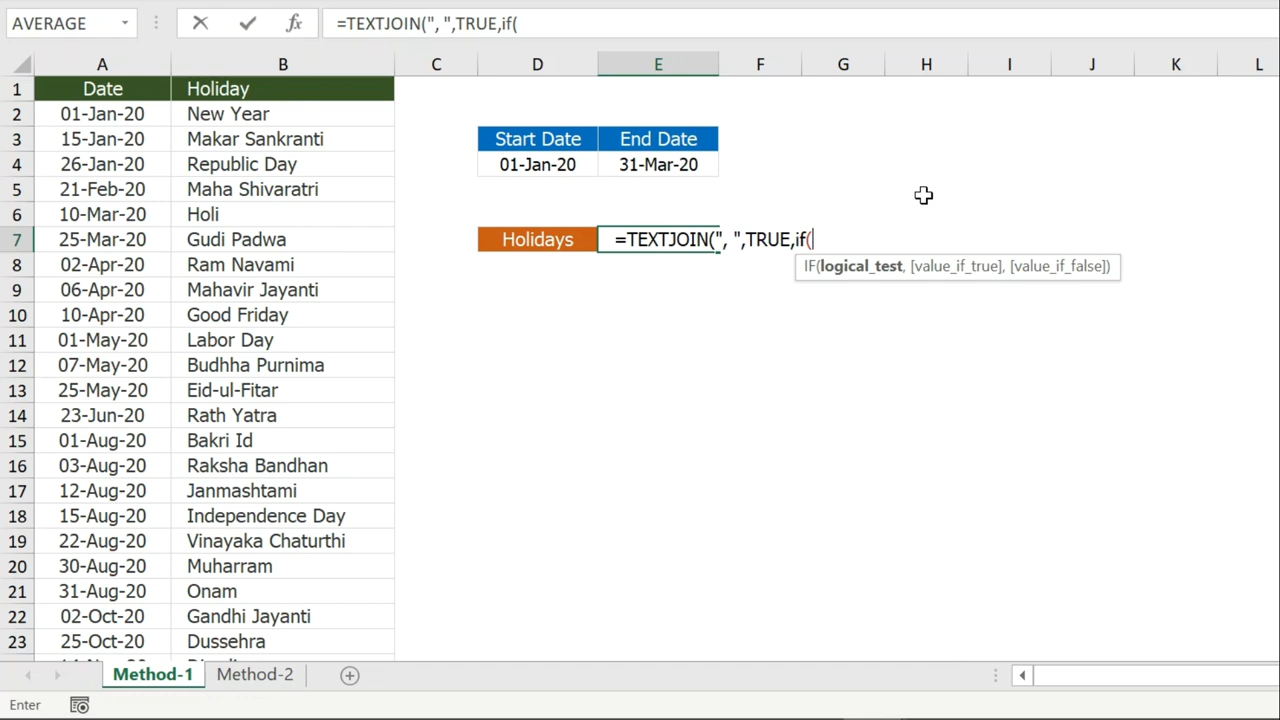 AVERAGE =TEXTJOIN(", ",TRUE,if(
A B C D E F G H I J K L
1 Date Holiday
2 01-Jan-20 New Year
3 15-Jan-20 Makar Sankranti Start Date End Date
4 26-Jan-20 Republic Day 01-Jan-20 31-Mar-20
5 21-Feb-20 Maha Shivaratri
6 10-Mar-20 Holi
7 25-Mar-20 Gudi Padwa Holidays =TEXTJOIN(", ",TRUE,if(
8 02-Apr-20 Ram Navami IF(logical_test, [value_if_true], [value_if_false])
9 06-Apr-20 Mahavir Jayanti
10 10-Apr-20 Good Friday
11 01-May-20 Labor Day
12 07-May-20 Budhha Purnima
13 25-May-20 Eid-ul-Fitar
14 23-Jun-20 Rath Yatra
15 01-Aug-20 Bakri Id
16 03-Aug-20 Raksha Bandhan
17 12-Aug-20 Janmashtami
18 15-Aug-20 Independence Day
19 22-Aug-20 Vinayaka Chaturthi
20 30-Aug-20 Muharram
21 31-Aug-20 Onam
22 02-Oct-20 Gandhi Jayanti
23 25-Oct-20 Dussehra
Method-1 Method-2
Enter